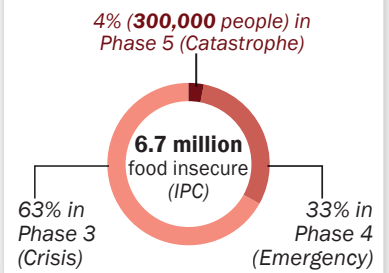 4% (300,000 people) in
Phase 5 (Catastrophe)
6.7 million
food insecure
(IPC)
63% in
Phase 3
(Crisis)
33% in
Phase 4
(Emergency)